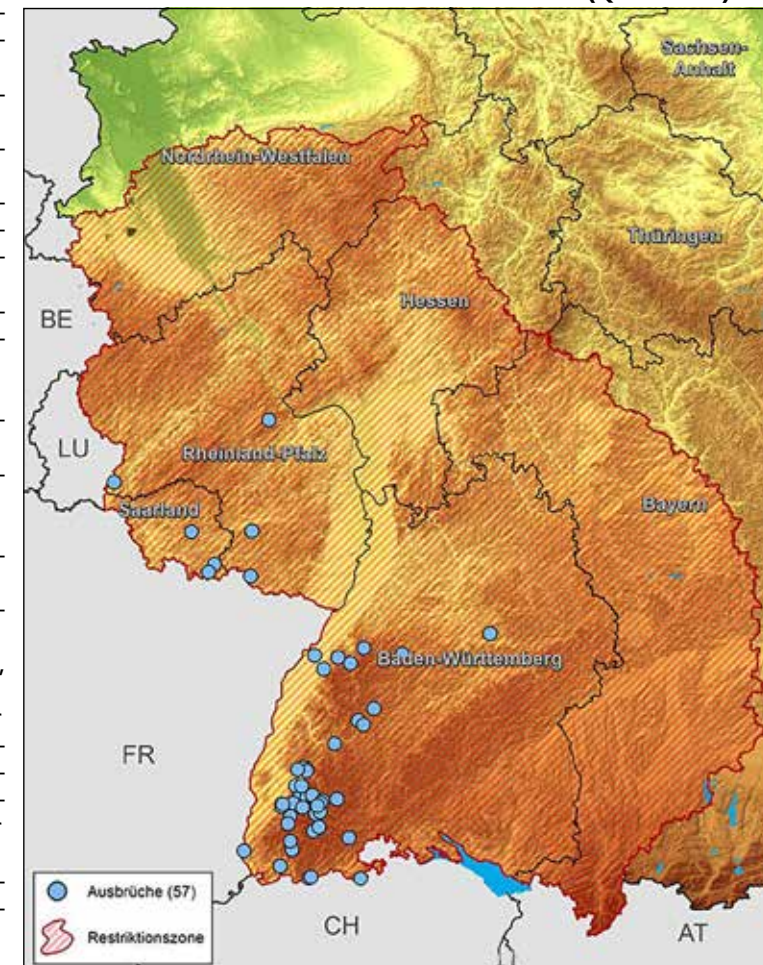 Sachsen-
Anhalt
Nordrhein-Westfalen
Thüringen
Hessen
BE
LU
Rheinland-Pfalz
Saarland
Bayern
Baden-Württemberg
FR
Ausbrüche (57)
Restriktionszone
CH
AT